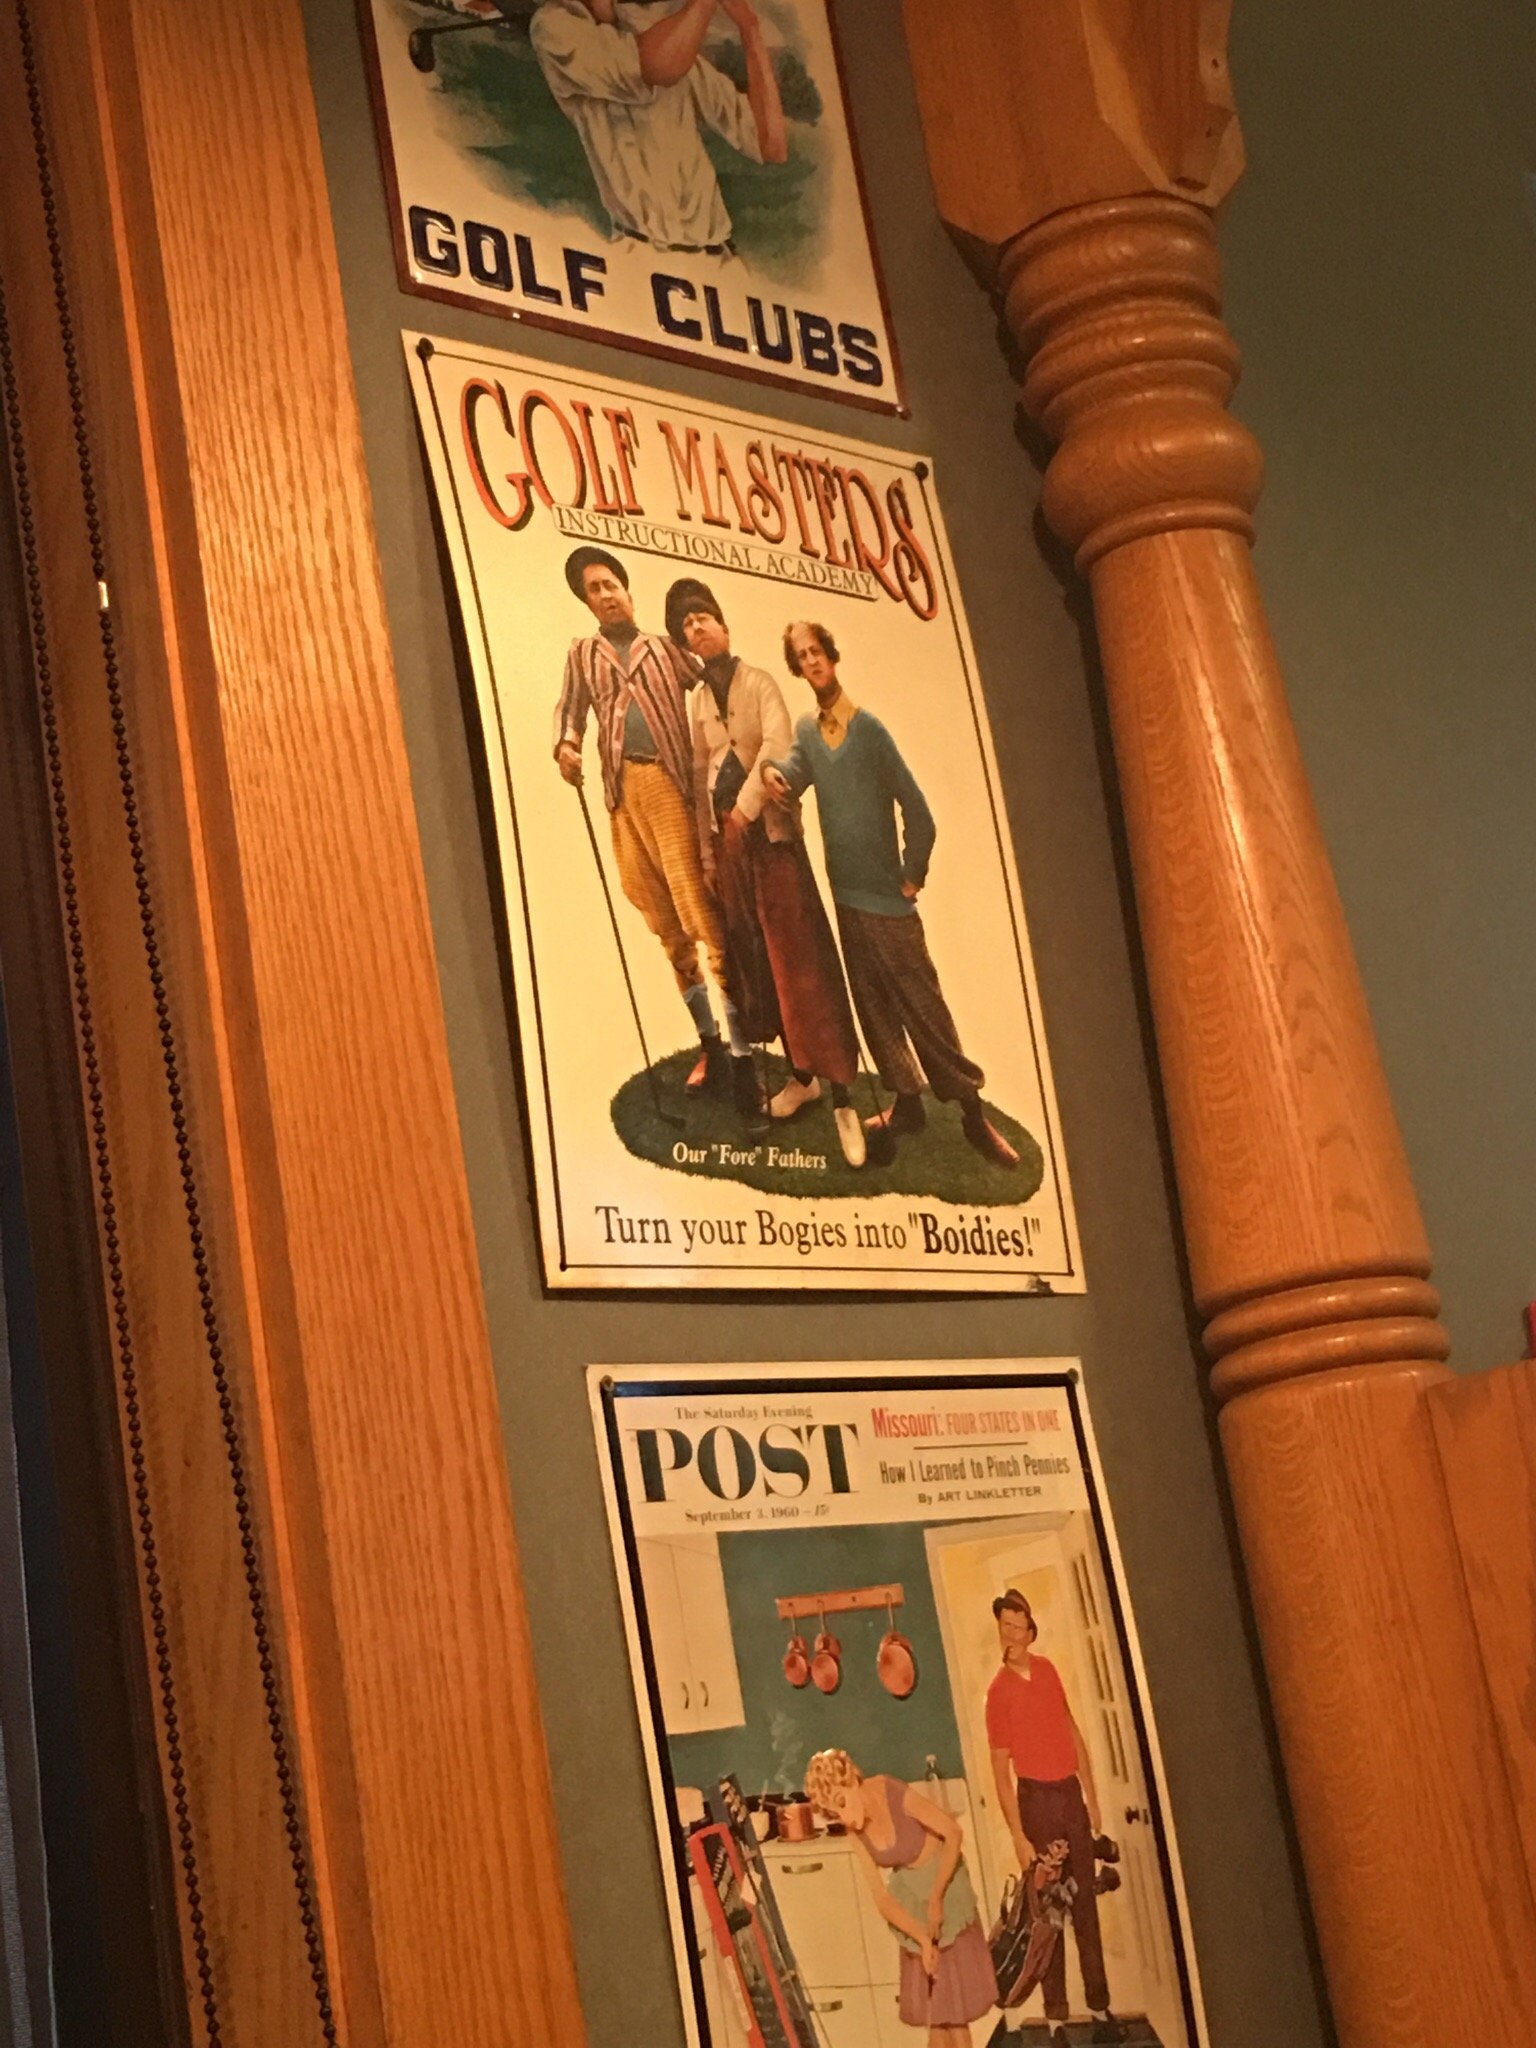 GOLF CLUBS
GOLF MASTERS
INSTRUCTIONAL ACADEMY
Our "Fore" Fathers
Turn your Bogies into "Boidies!"
The Saturday Evening
POST
September 3, 1960 – 15¢
Missouri: FOUR STATES IN ONE
How I Learned to Pinch Pennies
By ART LINKLETTER